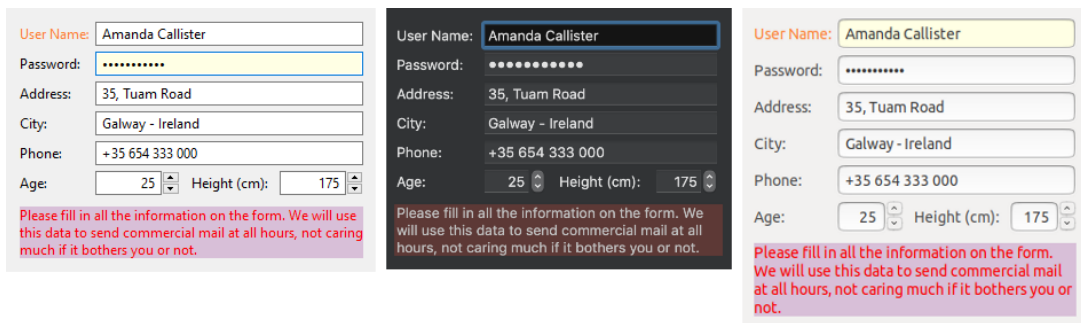 User Name: Amanda Callister
Password: •••••••••••
Address: 35, Tuam Road
City: Galway - Ireland
Phone: +35 654 333 000
Age: 25 Height (cm): 175
Please fill in all the information on the form. We will use
this data to send commercial mail at all hours, not caring
much if it bothers you or not.
User Name: Amanda Callister
Password: •••••••••••
Address: 35, Tuam Road
City: Galway - Ireland
Phone: +35 654 333 000
Age: 25 Height (cm): 175
Please fill in all the information on the form. We
will use this data to send commercial mail at all
hours, not caring much if it bothers you or not.
User Name: Amanda Callister
Password: •••••••••••
Address: 35, Tuam Road
City: Galway - Ireland
Phone: +35 654 333 000
Age: 25 Height (cm): 175
Please fill in all the information on the form.
We will use this data to send commercial mail
at all hours, not caring much if it bothers you or
not.